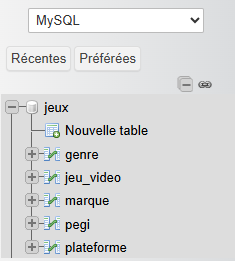 MySQL
Récentes Préférées
jeux
Nouvelle table
genre
jeu_video
marque
pegi
plateforme